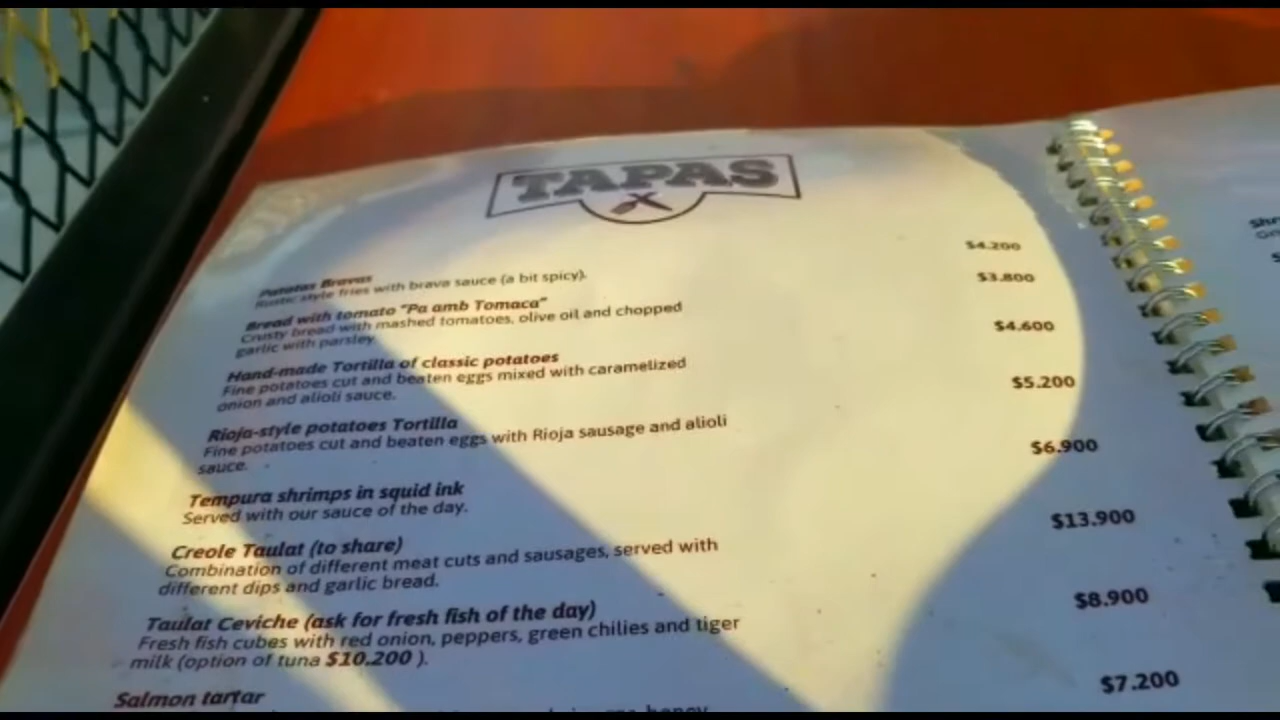 TAPAS
Patatas Bravas
Rustic style fries with brava sauce (a bit spicy).
$4.200
Bread with tomato "Pa amb Tomaca"
Crusty bread with mashed tomatoes, olive oil and chopped
garlic with parsley
$3.800
Hand-made Tortilla of classic potatoes
Fine potatoes cut and beaten eggs mixed with caramelized
onion and alioli sauce.
$4.600
Rioja-style potatoes Tortilla
Fine potatoes cut and beaten eggs with Rioja sausage and alioli
sauce.
$5.200
Tempura shrimps in squid ink
Served with our sauce of the day.
$6.900
Creole Taulat (to share)
Combination of different meat cuts and sausages, served with
different dips and garlic bread.
$13.900
Taulat Ceviche (ask for fresh fish of the day)
Fresh fish cubes with red onion, peppers, green chilies and tiger
milk (option of tuna $10.200 ).
$8.900
Salmon tartar
$7.200
honey